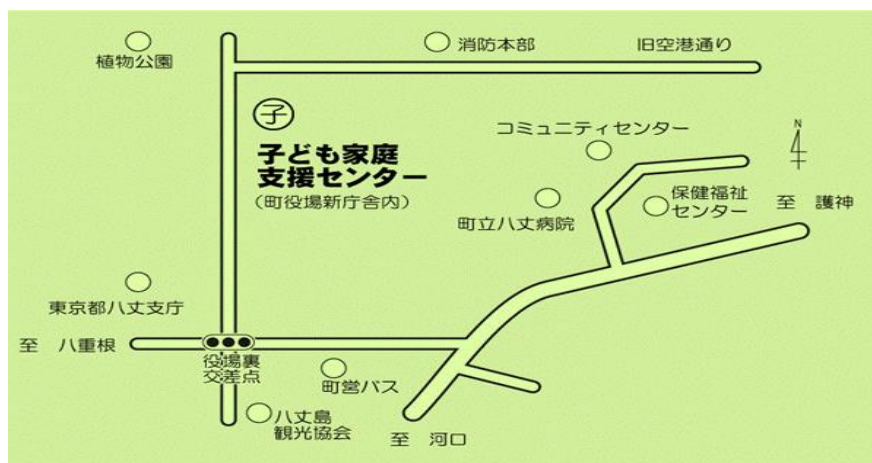 植物公園
消防本部
旧空港通り
子
子ども家庭
支援センター
（町役場新庁舎内）
コミュニティセンター
N
町立八丈病院
保健福祉
センター
至 護神
東京都八丈支庁
至 八重根
役場裏
交差点
町営バス
八丈島
観光協会
至 河口